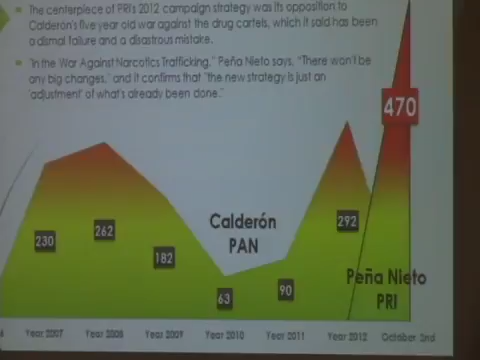 The centerpiece of PRI's 2012 campaign strategy was its opposition to
Calderon's five year old war against the drug cartels, which it said has been
a dismal failure and a disastrous mistake.
"In the War Against Narcotics Trafficking," Peña Nieto says, "There won't be
any big changes," and it confirms that "the new strategy is just an
'adjustment' of what's already been done."
470
230
262
182
63
90
292
Calderón
PAN
Peña Nieto
PRI
Year 2007
Year 2008
Year 2009
Year 2010
Year 2011
Year 2012
October 2nd